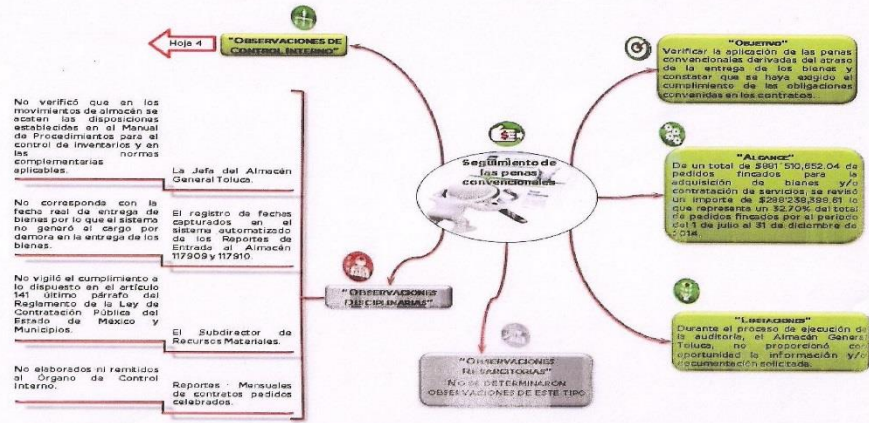 Hoja 4
"OBSERVACIONES DE
CONTROL INTERNO"
No verificó que en los
movimientos de almacén se
acaten las disposiciones
establecidas en el Manual
de Procedimientos para el
control de inventarios y en
las normas
complementarias
aplicables.
La Jefa del Almacén
General Toluca.
No corresponde con la
fecha real de entrega de
bienes por lo que el sistema
no generó el cargo por
demora en la entrega de los
bienes.
El registro de fechas
capturados en el
sistema automatizado
de los Reportes de
Entrada al Almacén
117909 y 117910.
No vigiló el cumplimiento a
lo dispuesto en el artículo
141 último párrafo del
Reglamento de la Ley de
Contratación Pública del
Estado de México y
Municipios.
El Subdirector de
Recursos Materiales.
No elaborados ni remitidos
al Órgano de Control
Interno.
Reportes Mensuales
de contratos pedidos
celebrados.
"OBSERVACIONES
DISCIPLINARIAS"
Seguimiento de
las penas
convencionales
"OBSERVACIONES
RESARCITORIAS"
NO SE DETERMINARON
OBSERVACIONES DE ESTE TIPO
"OBJETIVO"
Verificar la aplicación de las penas
convencionales derivadas del atraso
de la entrega de los bienes y
constatar que se haya exigido el
cumplimiento de las obligaciones
convenidas en los contratos.
"ALCANCE"
De un total de $881'510,652.04 de
pedidos fincados para la
adquisición de bienes y/o
contratación de servicios, se revisó
un importe de lo
que representa un 32.70% del total
de pedidos fincados por el periodo
del 1 de julio al 31 de diciembre de
2014.
"LIMITACIONES"
Durante el proceso de ejecución de
la auditoría, el Almacén General
Toluca, no proporcionó con
oportunidad la información y/o
documentación solicitada.